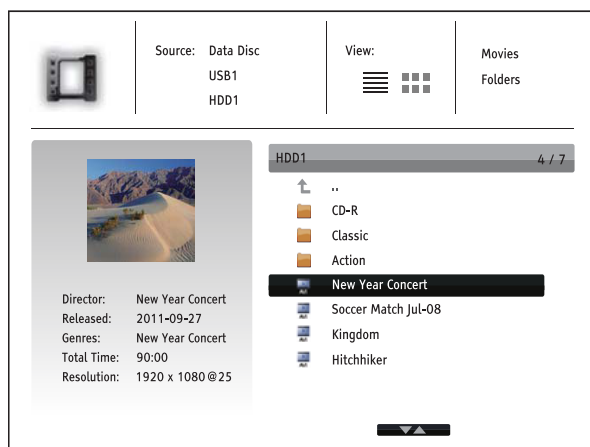 Source: Data Disc
USB1
HDD1
View:
Movies
Folders
HDD1 4 / 7
..
CD-R
Classic
Action
New Year Concert
Soccer Match Jul-08
Kingdom
Hitchhiker
Director: New Year Concert
Released: 2011-09-27
Genres: New Year Concert
Total Time: 90:00
Resolution: 1920 x 1080@25